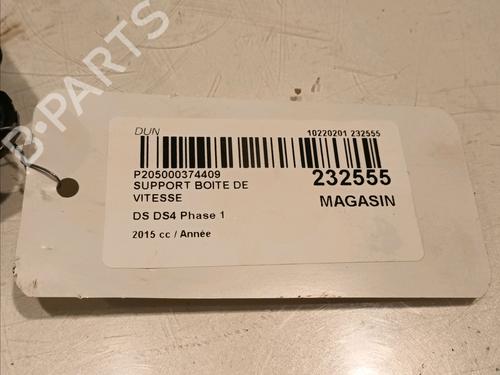 B-PARTS
DUN
10220201 232555
P205000374409
SUPPORT BOITE DE
VITESSE
232555
MAGASIN
DS DS4 Phase 1
2015 cc / Année